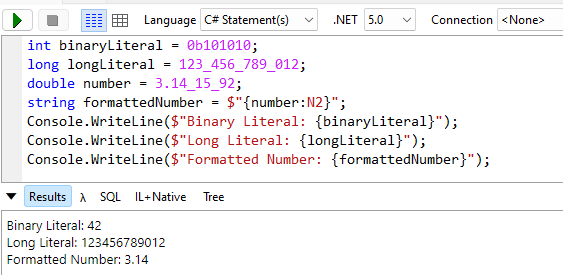 Language C# Statement(s) .NET 5.0 Connection <None>
int binaryLiteral = 0b101010;
long longLiteral = 123_456_789_012;
double number = 3.14_15_92;
string formattedNumber = $"{number:N2}";
Console.WriteLine($"Binary Literal: {binaryLiteral}");
Console.WriteLine($"Long Literal: {longLiteral}");
Console.WriteLine($"Formatted Number: {formattedNumber}");
Results λ SQL IL+Native Tree
Binary Literal: 42
Long Literal: 123456789012
Formatted Number: 3.14